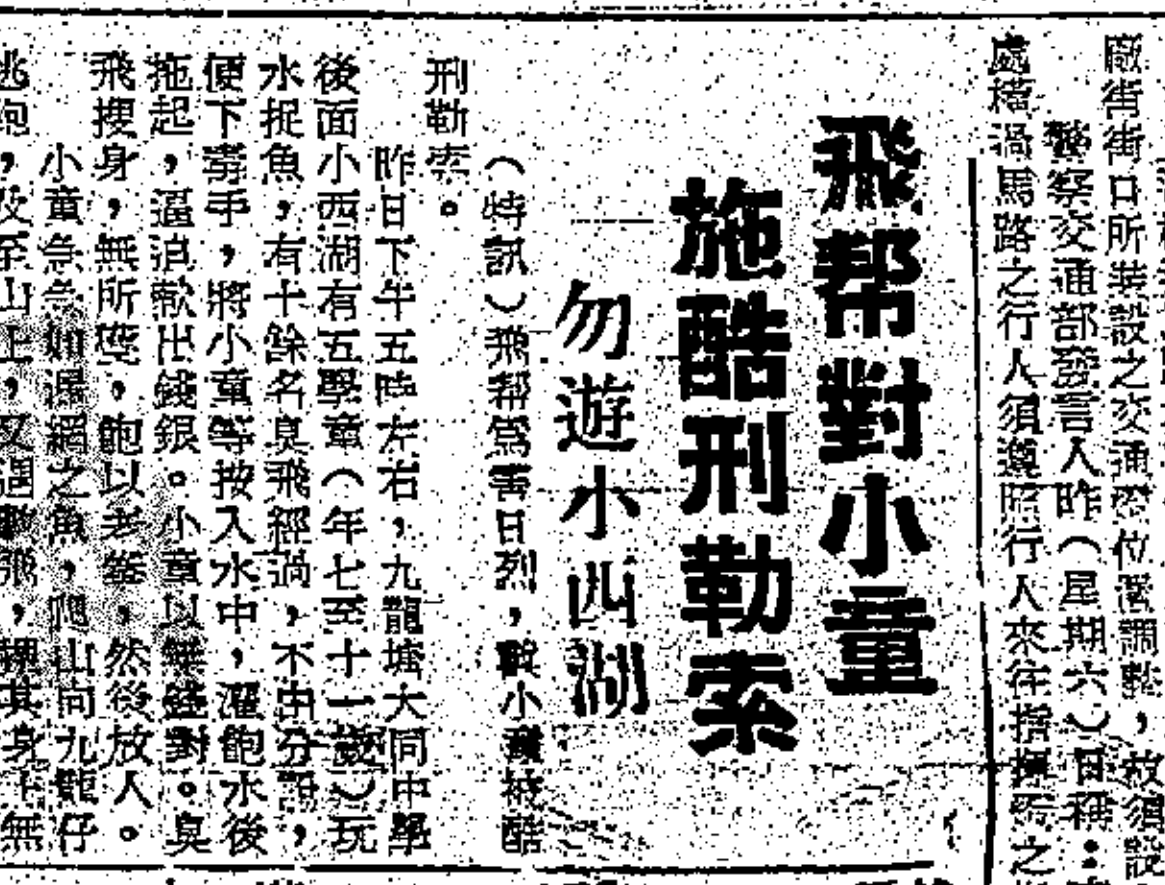 廠街街口所裝設之交通燈位置調整，故須設
警察交通部發言人昨（星期六）日稱：
處橫過馬路之行人須遵照行人來往指揮燈之
飛帮對小童
施酷刑勒索
勿遊小西湖
（特訊）飛帮為害日烈，小童被酷
刑勒索。
昨日下午五時左右，九龍塘大同中學
後面小西湖有五學童（年七至十一歲）玩
水捉魚，有十餘名臭飛經過，不由分說，
便下毒手，將小童等按入水中，灌飽水後
拖起，逼迫獻出錢銀。小童以無錢對。臭
飛搜身，無所獲，飽以老拳，然後放人。
小童急急如漏網之魚，爬山向九龍仔
逃跑，及至山上，又遇數飛，裸其身